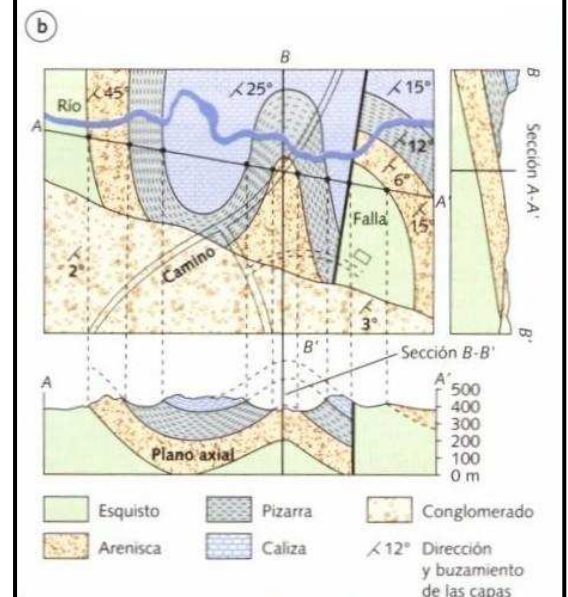 b
B
Río
45°
25°
15°
A
12°
6°
A'
15°
Falla
Camino
2°
3°
B
Sección A-A'
B'
B'
Sección B-B'
A
A'
500
400
300
200
100
0 m
Plano axial
Esquisto
Pizarra
Conglomerado
Arenisca
Caliza
12° Dirección
y buzamiento
de las capas